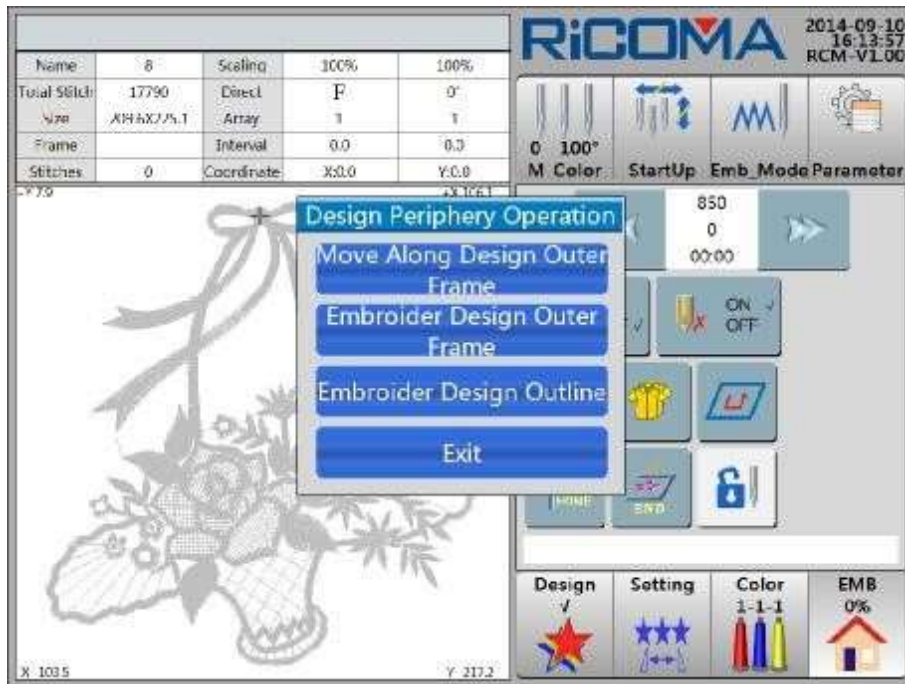 RiCOMA
2014-09-10
16:13:57
RCM-V1.00
Name 8 Scaling 100% 100%
Total Stitch 17790 Direct F 0°
Size Array 1 1
Frame Interval 0.0 0.0
Stitches 0 Coordinate X:0.0 Y:0.0
0 100°
M Color StartUp Emb_Mode Parameter
-Y 7.9 +X 106.1
850
0
00:00
Design Periphery Operation
Move Along Design Outer
Frame
Embroider Design Outer
Frame
Embroider Design Outline
Exit
ON √
OFF
√
END
Design Setting Color EMB
√ 1-1-1 0%
X 103.5 Y 217.2